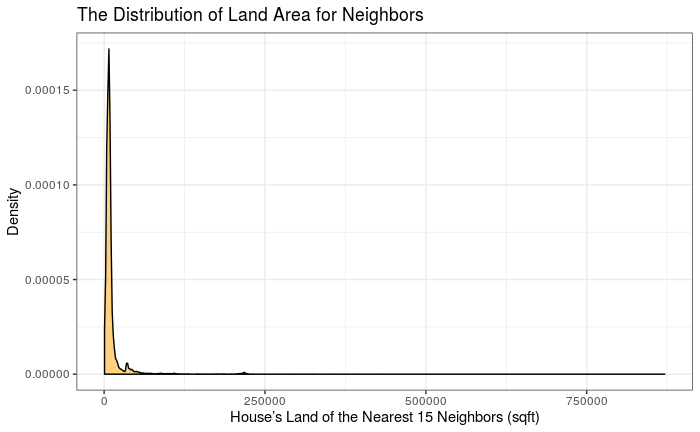 The Distribution of Land Area for Neighbors
0.00015
0.00010
0.00005
0.00000
Density
0 250000 500000 750000
House's Land of the Nearest 15 Neighbors (sqft)